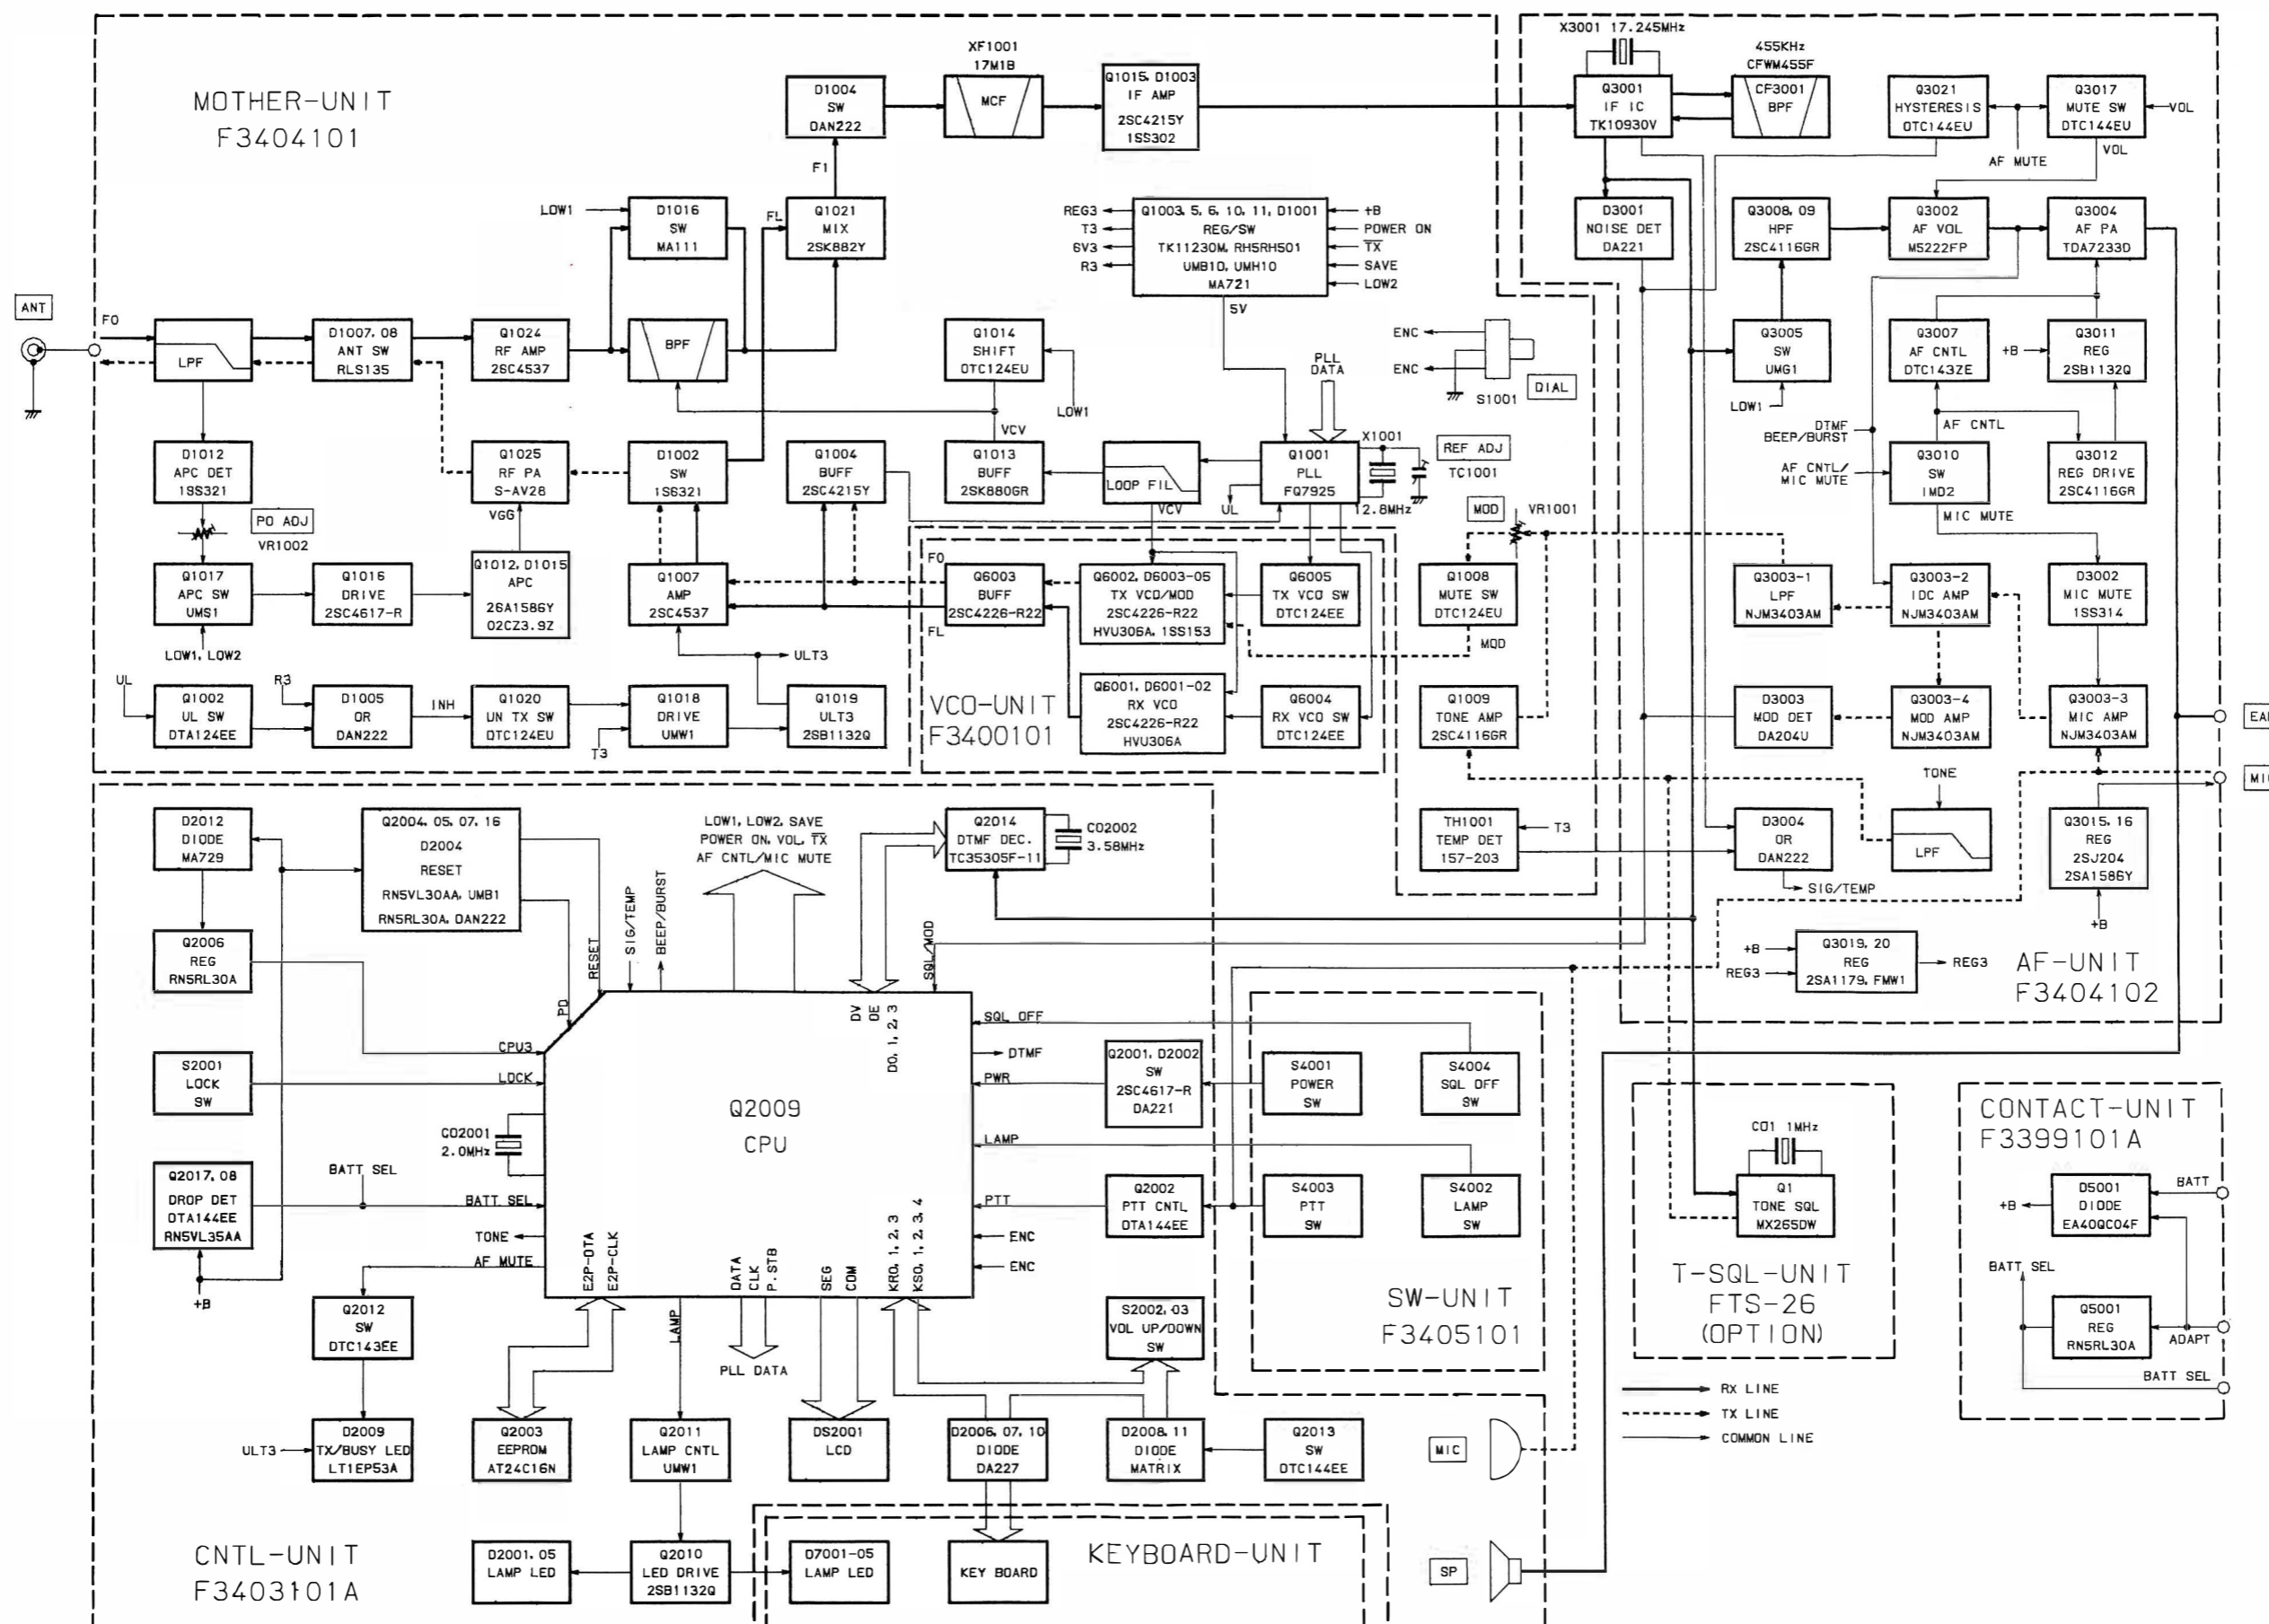 MOTHER-UNIT
F3404101
XF1001
17M1B
MCF
D1004
SW
DAN222
Q1015, D1003
IF AMP
2SC4215Y
1SS302
F1
LOW1
D1016
SW
MA111
FL
Q1021
MIX
2SK882Y
REG3
T3
6V3
R3
Q1003, 5, 6, 10, 11, D1001
REG/SW
TK11230M, RH5RH501
UMB10, UMH10
MA721
+B
POWER ON
TX
SAVE
LOW2
5V
ANT
F0
LPF
D1007, 08
ANT SW
RLS135
Q1024
RF AMP
2SC4537
BPF
Q1014
SHIFT
DTC124EU
LOW1
VCV
ENC
ENC
S1001
DIAL
PLL
DATA
D1012
APC DET
1SS321
PO ADJ
VR1002
Q1025
RF PA
S-AV28
VGG
D1002
SW
1S6321
Q1004
BUFF
2SC4215Y
Q1013
BUFF
2SK880GR
LOOP FIL
VCV
Q1001
PLL
FQ7925
UL
X1001
12.8MHz
REF ADJ
TC1001
MOD
VR1001
Q1017
APC SW
UMS1
LOW1, LOW2
Q1016
DRIVE
2SC4617-R
Q1012, D1015
APC
26A1586Y
02CZ3.9Z
Q1007
AMP
2SC4537
ULT3
F0
FL
Q6003
BUFF
2SC4226-R22
Q6002, D6003-05
TX VCO/MOD
2SC4226-R22
HVU306A, 1SS153
Q6005
TX VCO SW
DTC124EE
Q1008
MUTE SW
DTC124EU
MOD
UL
Q1002
UL SW
DTA124EE
R3
D1005
OR
DAN222
INH
Q1020
UN TX SW
DTC124EU
T3
Q1018
DRIVE
UMW1
Q1019
ULT3
2SB1132Q
VCO-UNIT
F3400101
Q6001, D6001-02
RX VCO
2SC4226-R22
HVU306A
Q6004
RX VCO SW
DTC124EE
Q1009
TONE AMP
2SC4116GR
TH1001
TEMP DET
157-203
T3
X3001 17.245MHz
Q3001
IF IC
TK10930V
455KHz
CFWM455F
CF3001
BPF
Q3021
HYSTERESIS
DTC144EU
AF MUTE
Q3017
MUTE SW
DTC144EU
VOL
VOL
D3001
NOISE DET
DA221
Q3008, 09
HPF
2SC4116GR
Q3002
AF VOL
M5222FP
Q3004
AF PA
TDA7233D
Q3005
SW
UMG1
LOW1
Q3007
AF CNTL
DTC143ZE
+B
Q3011
REG
2SB1132Q
DTMF
BEEP/BURST
AF CNTL
AF CNTL/
MIC MUTE
Q3010
SW
IMD2
Q3012
REG DRIVE
2SC4116GR
MIC MUTE
Q3003-1
LPF
NJM3403AM
Q3003-2
IDC AMP
NJM3403AM
D3002
MIC MUTE
1SS314
D3003
MOD DET
DA204U
Q3003-4
MOD AMP
NJM3403AM
Q3003-3
MIC AMP
NJM3403AM
TONE
LPF
D3004
OR
DAN222
SIG/TEMP
Q3015, 16
REG
2SJ204
2SA1586Y
+B
+B
REG3
Q3019, 20
REG
2SA1179, FMW1
REG3
AF-UNIT
F3404102
D2012
DIODE
MA729
Q2004, 05, 07, 16
D2004
RESET
RN5VL30AA, UMB1
RN5RL30A, DAN222
LOW1, LOW2, SAVE
POWER ON, VOL, TX
AF CNTL/MIC MUTE
Q2014
DTMF DEC.
TC35305F-11
CO2002
3.58MHz
Q2006
REG
RN5RL30A
PD
RESET
SIG/TEMP
BEEP/BURST
DV
OE
D0, 1, 2, 3
SQL/MOD
CPU3
S2001
LOCK
SW
LOCK
CO2001
2.0MHz
Q2009
CPU
SQL OFF
DTMF
PWR
LAMP
PTT
ENC
ENC
Q2001, D2002
SW
2SC4617-R
DA221
S4001
POWER
SW
S4004
SQL OFF
SW
Q2017, 08
DROP DET
DTA144EE
RN5VL35AA
+B
BATT SEL
BATT SEL
TONE
AF MUTE
Q2002
PTT CNTL
DTA144EE
S4003
PTT
SW
S4002
LAMP
SW
SW-UNIT
F3405101
E2P-DTA
E2P-CLK
LAMP
DATA
CLK
P.STB
PLL DATA
SEG
COM
KR0, 1, 2, 3
KS0, 1, 2, 3, 4
Q2012
SW
DTC143EE
S2002, 03
VOL UP/DOWN
SW
CO1 1MHz
Q1
TONE SQL
MX265DW
T-SQL-UNIT
FTS-26
(OPTION)
CONTACT-UNIT
F3399101A
+B
D5001
DIODE
EA40QC04F
BATT
BATT SEL
Q5001
REG
RN5RL30A
ADAPT
BATT SEL
RX LINE
TX LINE
COMMON LINE
ULT3
D2009
TX/BUSY LED
LT1EP53A
Q2003
EEPROM
AT24C16N
Q2011
LAMP CNTL
UMW1
DS2001
LCD
D2006, 07, 10
DIODE
DA227
D2008, 11
DIODE
MATRIX
Q2013
SW
DTC144EE
MIC
CNTL-UNIT
F3403101A
D2001, 05
LAMP LED
Q2010
LED DRIVE
2SB1132Q
D7001-05
LAMP LED
KEY BOARD
KEYBOARD-UNIT
SP